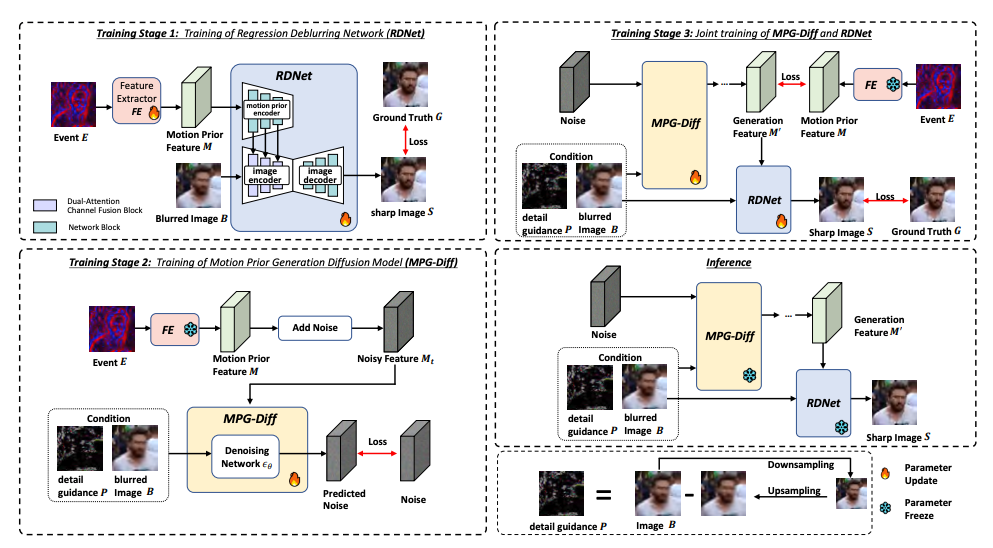 Training Stage 1: Training of Regression Deblurring Network (RDNet)
Event E
Feature
Extractor
FE
Motion Prior
Feature M
RDNet
motion prior
encoder
image
encoder
image
decoder
Blurred Image B
Ground Truth G
Loss
sharp Image S
Dual-Attention
Channel Fusion Block
Network Block
Training Stage 2: Training of Motion Prior Generation Diffusion Model (MPG-Diff)
Event E
FE
Motion Prior
Feature M
Add Noise
Noisy Feature Mt
Condition
detail
guidance P
blurred
Image B
MPG-Diff
Denoising
Network ϵθ
Predicted
Noise
Loss
Noise
Training Stage 3: Joint training of MPG-Diff and RDNet
Noise
MPG-Diff
...
Generation
Feature M′
Loss
Motion Prior
Feature M
FE
Event E
Condition
detail
guidance P
blurred
Image B
RDNet
Sharp Image S
Loss
Ground Truth G
Inference
Noise
MPG-Diff
...
Generation
Feature M′
Condition
detail
guidance P
blurred
Image B
RDNet
Sharp Image S
detail guidance P
=
Image B
-
Downsampling
Upsampling
Parameter
Update
Parameter
Freeze